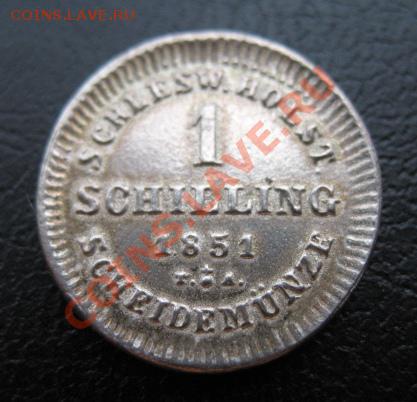 COINS.LAVE.RU
SCHLESW. HOLST.
1
SCHILLING
1851
T. A.
SCHEIDEMÜNZE
COINS.LAVE.RU